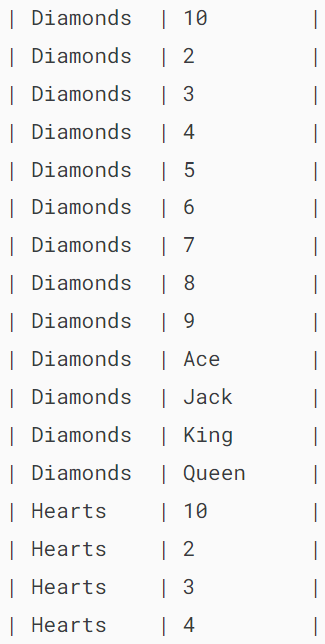 | Diamonds  | 10        |
| Diamonds  | 2         |
| Diamonds  | 3         |
| Diamonds  | 4         |
| Diamonds  | 5         |
| Diamonds  | 6         |
| Diamonds  | 7         |
| Diamonds  | 8         |
| Diamonds  | 9         |
| Diamonds  | Ace       |
| Diamonds  | Jack      |
| Diamonds  | King      |
| Diamonds  | Queen     |
| Hearts    | 10        |
| Hearts    | 2         |
| Hearts    | 3         |
| Hearts    | 4         |